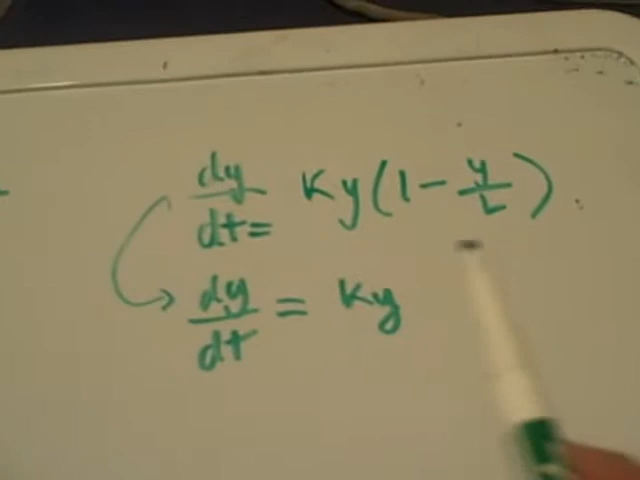 dy/dt = Ky(1 - y/L)
dy/dt = Ky